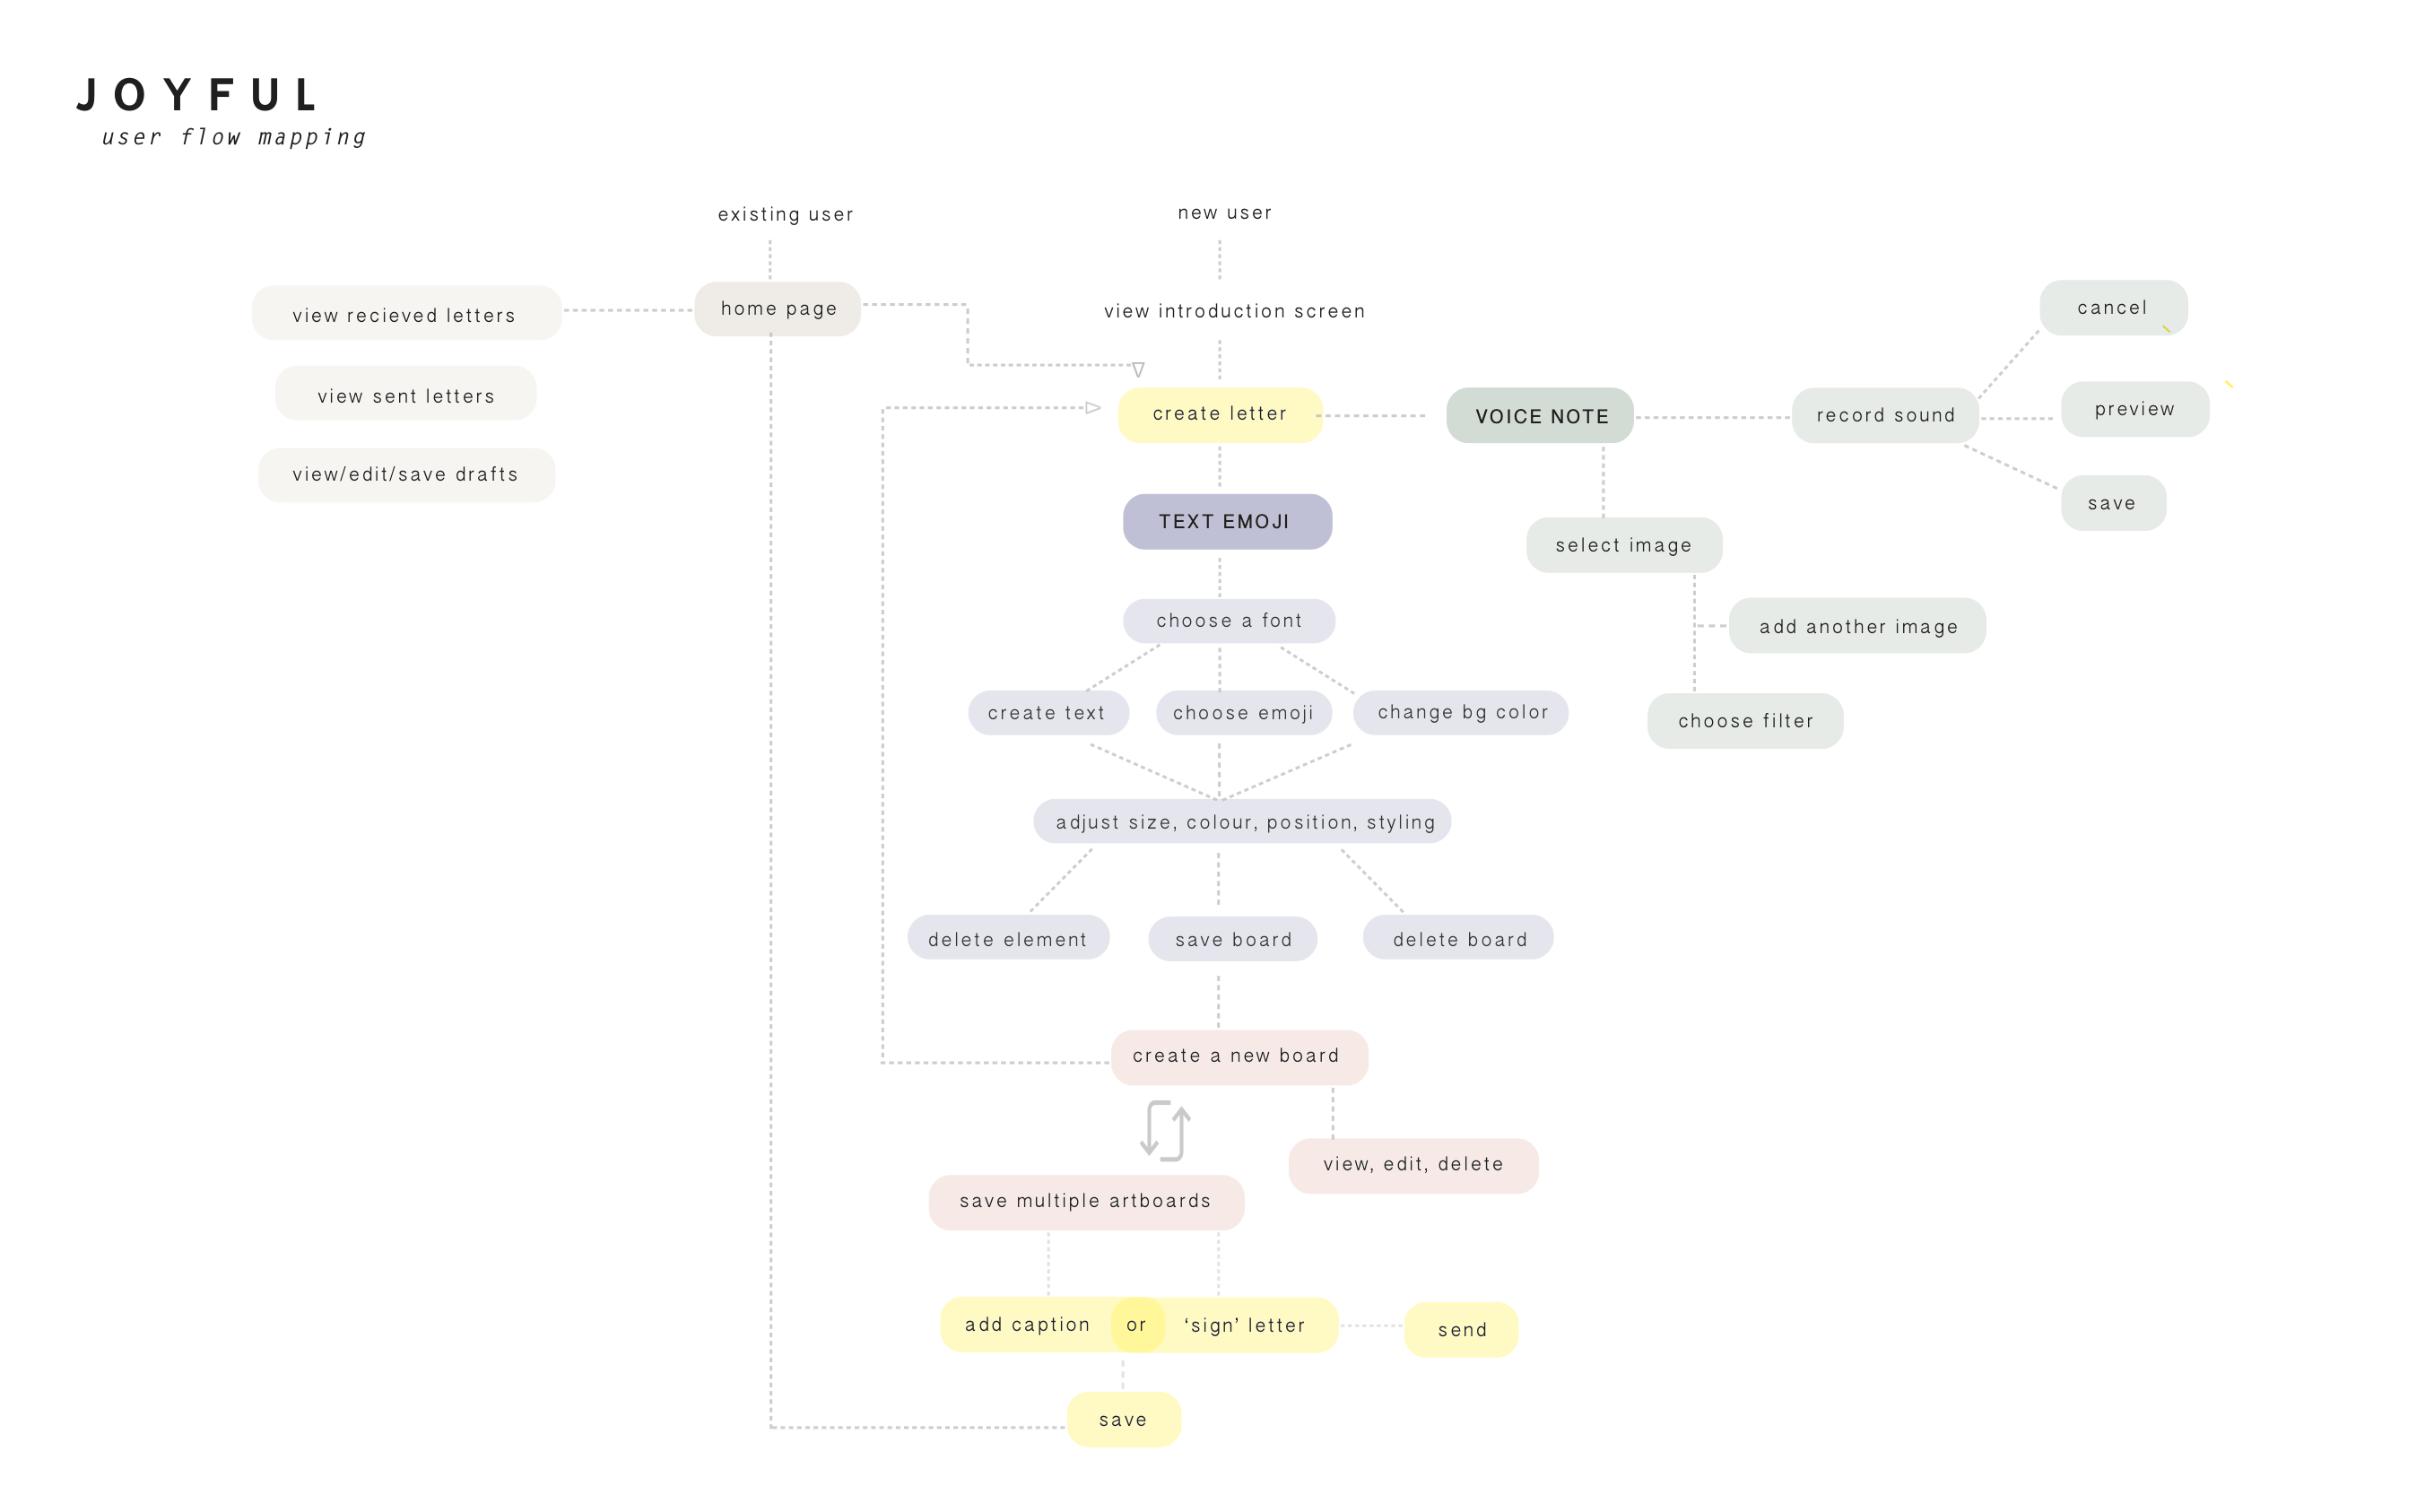 JOYFUL
user flow mapping
existing user
new user
view recieved letters
home page
view introduction screen
cancel
view sent letters
create letter
VOICE NOTE
record sound
preview
view/edit/save drafts
save
TEXT EMOJI
select image
choose a font
add another image
create text
choose emoji
change bg color
choose filter
adjust size, colour, position, styling
delete element
save board
delete board
create a new board
view, edit, delete
save multiple artboards
add caption or ‘sign’ letter
send
save